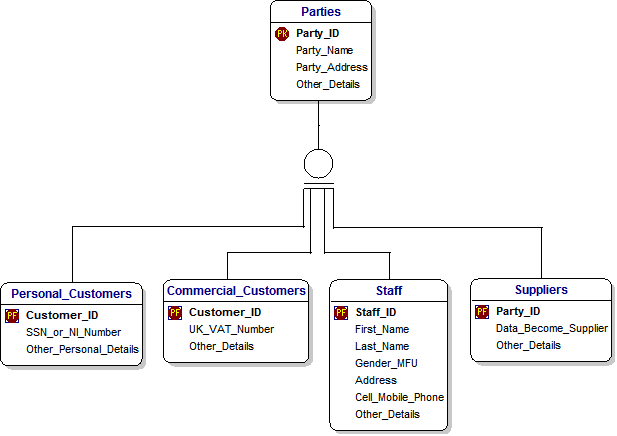 Parties
Pk Party_ID
Party_Name
Party_Address
Other_Details
Personal_Customers
PF Customer_ID
SSN_or_NI_Number
Other_Personal_Details
Commercial_Customers
PF Customer_ID
UK_VAT_Number
Other_Details
Staff
PF Staff_ID
First_Name
Last_Name
Gender_MFU
Address
Cell_Mobile_Phone
Other_Details
Suppliers
PF Party_ID
Data_Become_Supplier
Other_Details